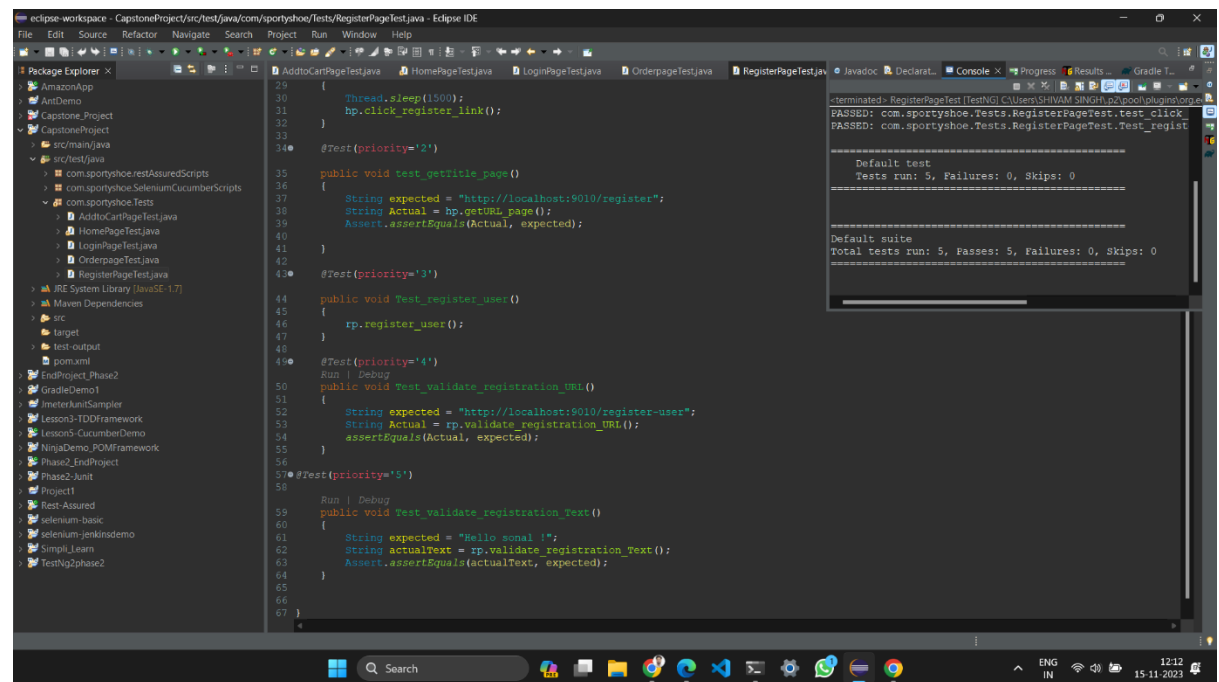 eclipse-workspace - CapstoneProject/src/test/java/com/sportyshoe/Tests/RegisterPageTest.java - Eclipse IDE
File Edit Source Refactor Navigate Search Project Run Window Help
Package Explorer
AmazonApp
AntDemo
Capstone_Project
CapstoneProject
src/main/java
src/test/java
com.sportyshoe.restAssuredScripts
com.sportyshoe.SeleniumCucumberScripts
com.sportyshoe.Tests
AddtoCartPageTest.java
HomePageTest.java
LoginPageTest.java
OrderpageTest.java
RegisterPageTest.java
JRE System Library [JavaSE-1.7]
Maven Dependencies
src
target
test-output
pom.xml
EndProject_Phase2
GradleDemo1
JmeterJunitSampler
Lesson3-TDDFramework
Lesson5-CucumberDemo
NinjaDemo_POMFramework
Phase2_EndProject
Phase2-Junit
Project1
Rest-Assured
selenium-basic
selenium-jenkinsdemo
Simpli_Learn
TestNg2phase2
AddtoCartPageTest.java HomePageTest.java LoginPageTest.java OrderpageTest.java RegisterPageTest.jav
29 {
30 Thread.sleep(1500);
31 hp.click_register_link();
32 }
33
34 @Test(priority='2')
35 public void test_getTitle_page()
36 {
37 String expected = "http://localhost:9010/register";
38 String Actual = hp.getURL_page();
39 Assert.assertEquals(Actual, expected);
40
41 }
42
43 @Test(priority='3')
44 public void Test_register_user()
45 {
46 rp.register_user();
47 }
48
49 @Test(priority='4')
Run | Debug
50 public void Test_validate_registration_URL()
51 {
52 String expected = "http://localhost:9010/register-user";
53 String Actual = rp.validate_registration_URL();
54 assertEquals(Actual, expected);
55 }
56
57 @Test(priority='5')
58
Run | Debug
59 public void Test_validate_registration_Text()
60 {
61 String expected = "Hello sonal !";
62 String actualText = rp.validate_registration_Text();
63 Assert.assertEquals(actualText, expected);
64 }
65
66
67 }
Javadoc Declarat... Console Progress Results ... Gradle T...
<terminated> RegisterPageTest [TestNG] C:\Users\SHIVAM SINGH\.p2\pool\plugins\org.e
PASSED: com.sportyshoe.Tests.RegisterPageTest.test_click_
PASSED: com.sportyshoe.Tests.RegisterPageTest.Test_regist
===============================================
Default test
Tests run: 5, Failures: 0, Skips: 0
===============================================
===============================================
Default suite
Total tests run: 5, Passes: 5, Failures: 0, Skips: 0
===============================================
Search
ENG
IN
12:12
15-11-2023